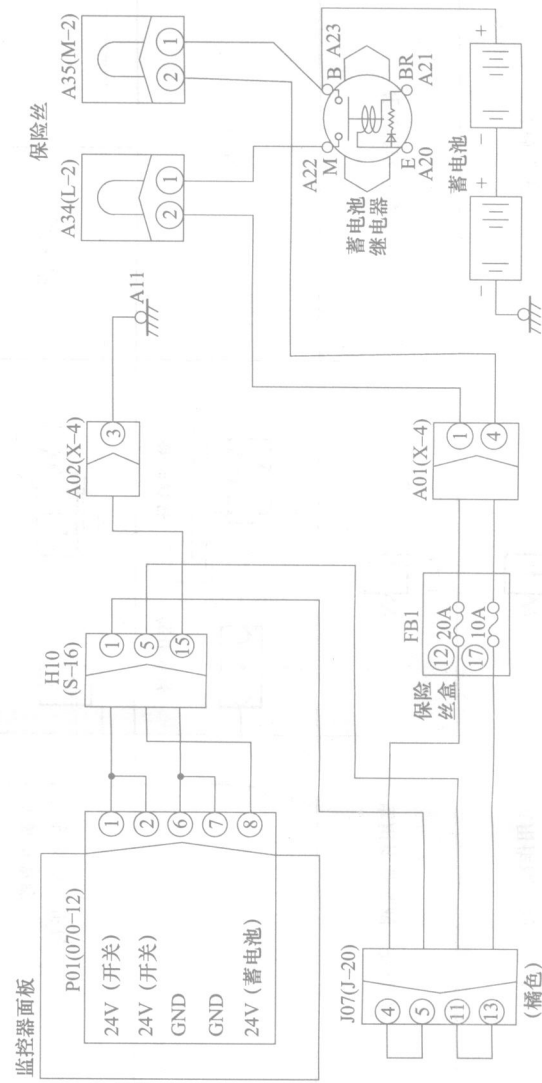 监控器面板
P01(070-12)
24V (开关)
24V (开关)
GND
GND
24V (蓄电池)
1
2
6
7
8
H10
(S-16)
1
5
15
A02(X-4)
3
A11
保险丝
A34(L-2)
2
1
A35(M-2)
2
1
J07(J-20)
4
5
11
13
(橘色)
保险
丝盒
FB1
12
20A
17
10A
A01(X-4)
1
4
蓄电池
继电器
A22
M
B
A23
E
A20
BR
A21
蓄电池
-
+
-
+